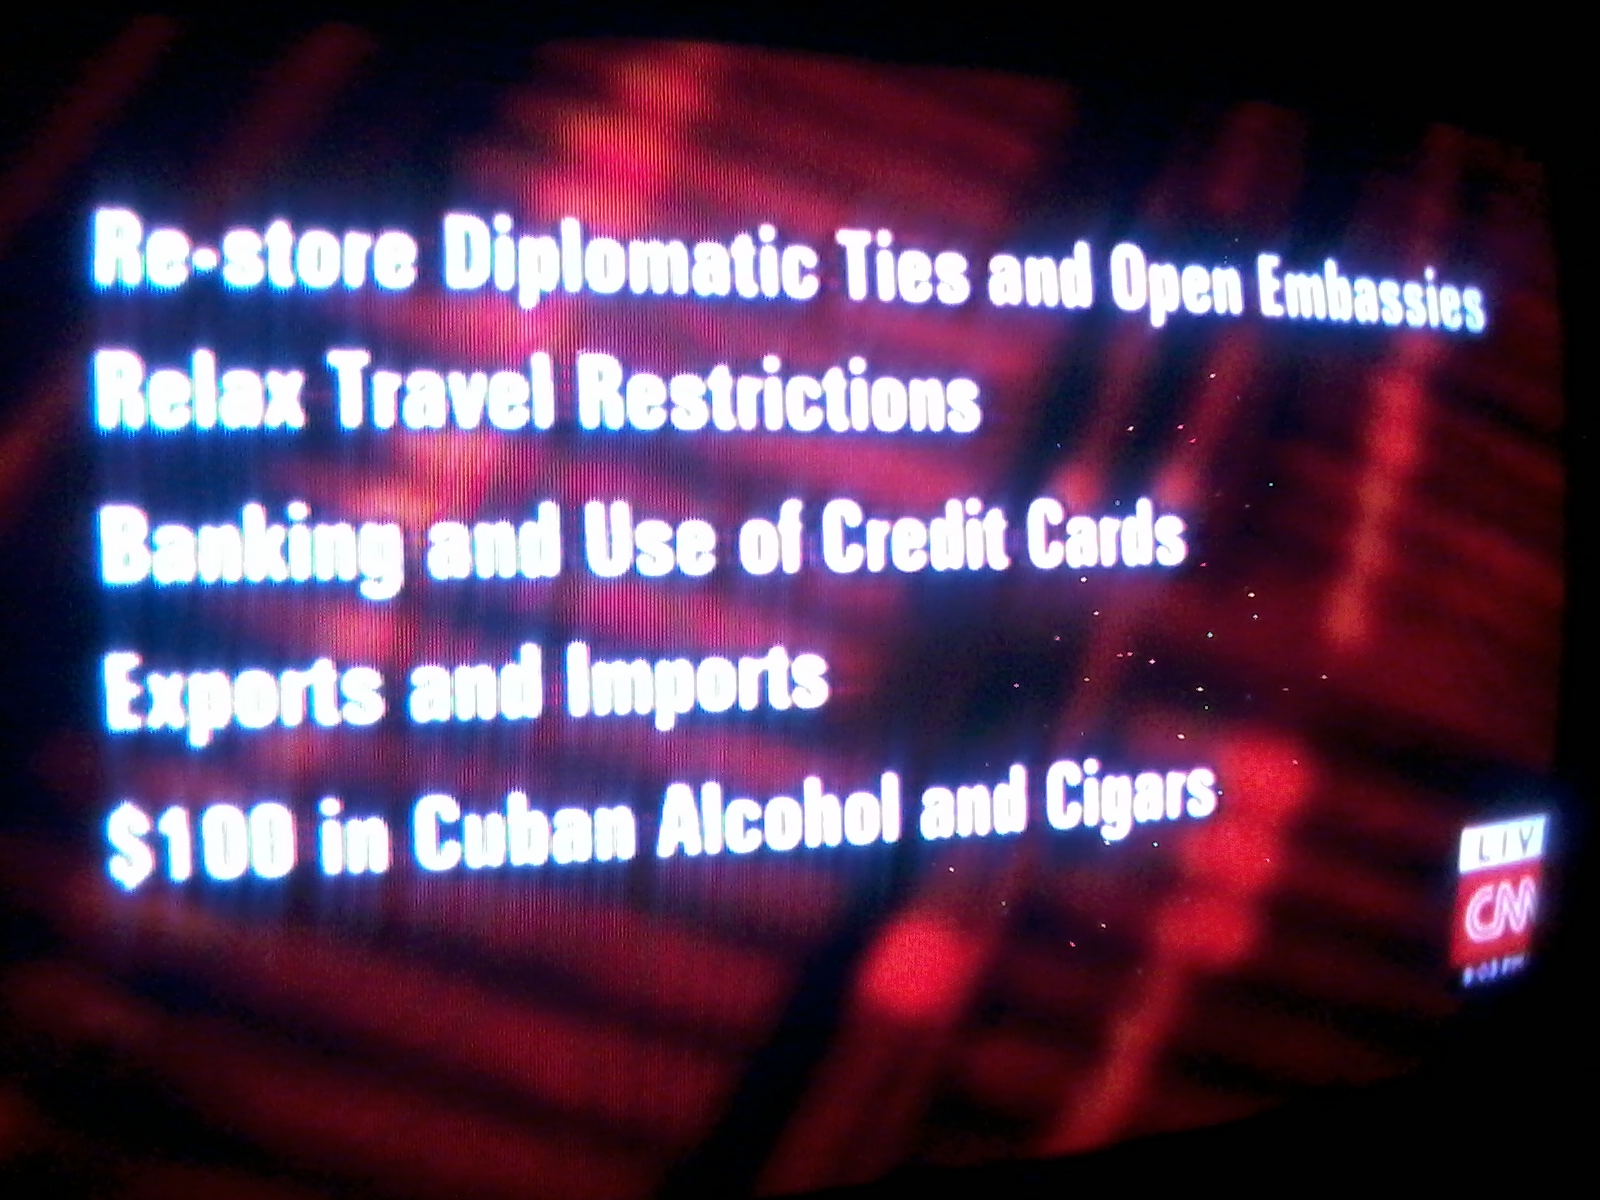 Re-store Diplomatic Ties and Open Embassies
Relax Travel Restrictions
Banking and Use of Credit Cards
Exports and Imports
$100 in Cuban Alcohol and Cigars
LIV
CNN